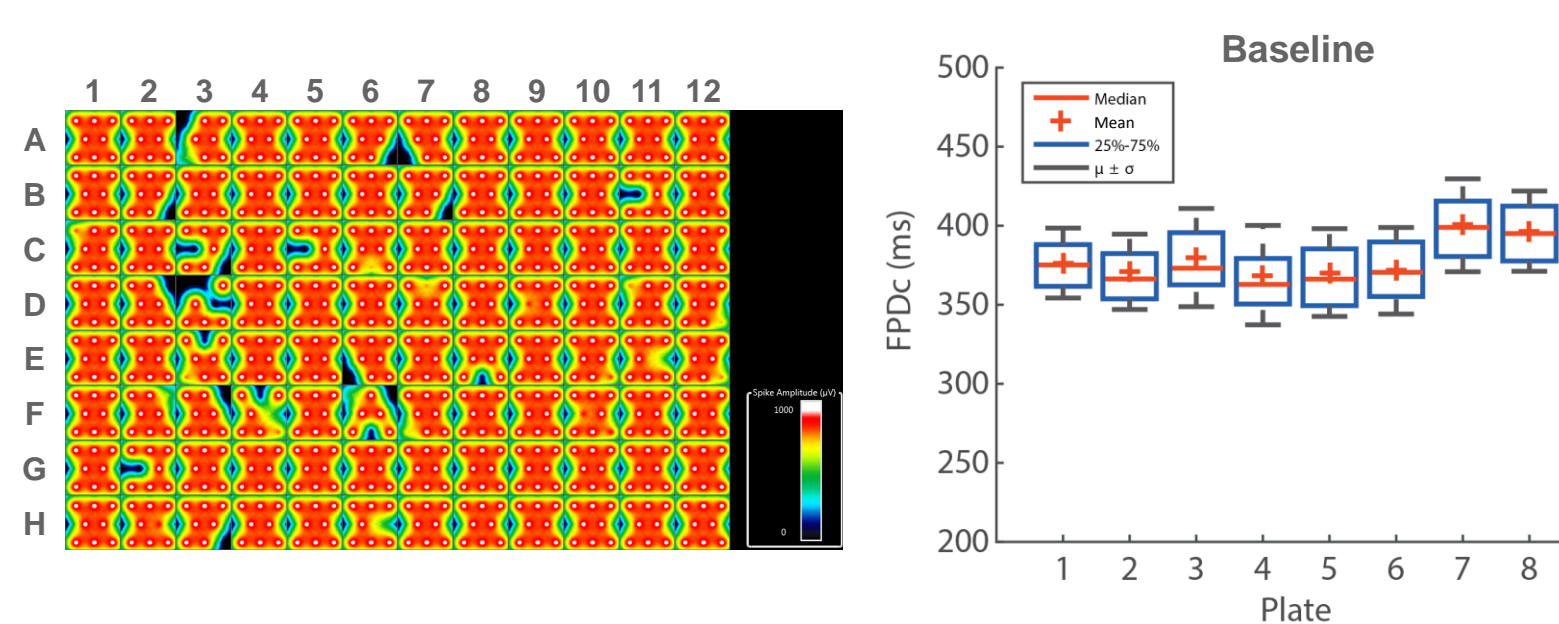 1 2 3 4 5 6 7 8 9 10 11 12
A
B
C
D
E
F
G
H
Spike Amplitude (μV)
1000
0
Baseline
500
450
400
350
300
250
200
FPDc (ms)
Median
Mean
25%-75%
μ ± σ
1 2 3 4 5 6 7 8
Plate